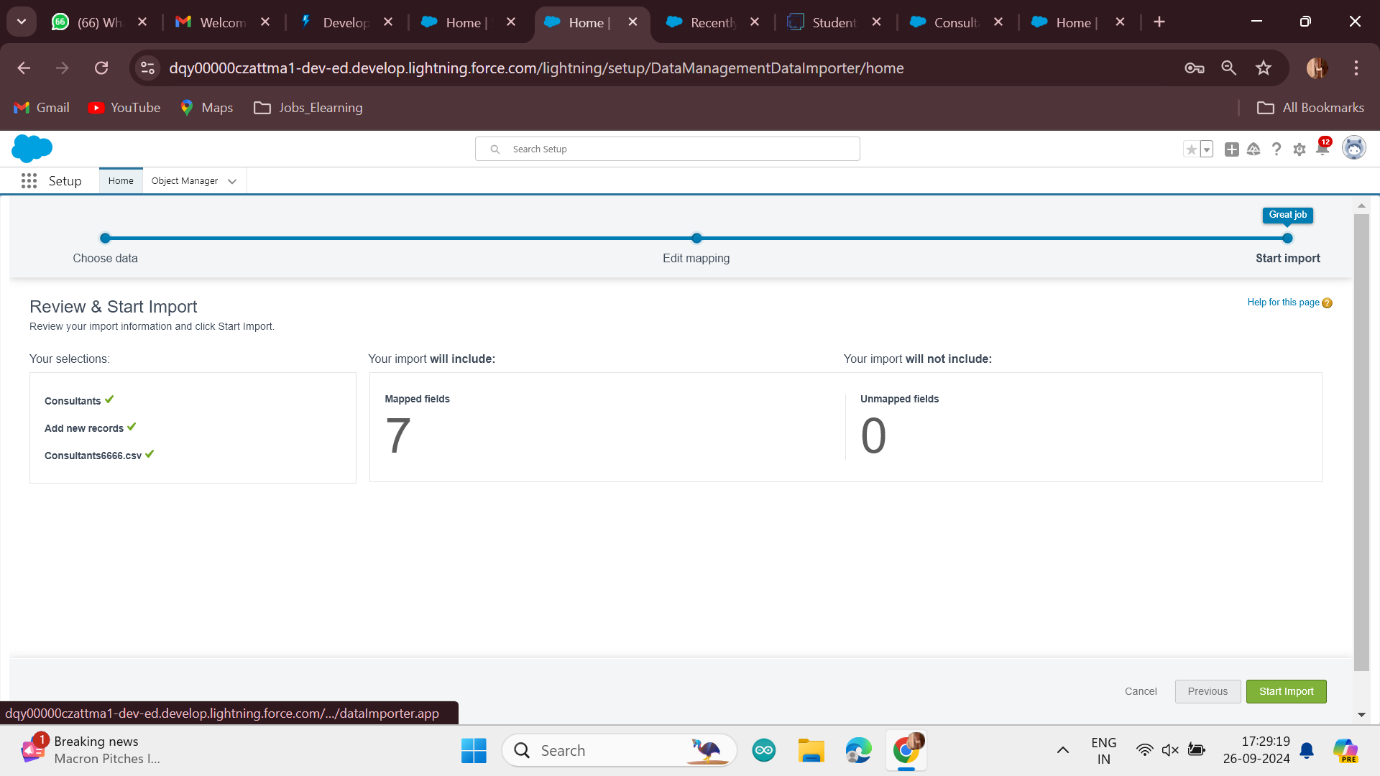 66 (66) Wh
Welcom
Develop
Home |
Home |
Recently
Student
Consult
Home |
dqy00000czattma1-dev-ed.develop.lightning.force.com/lightning/setup/DataManagementDataImporter/home
Gmail YouTube Maps Jobs_Elearning All Bookmarks
Search Setup 12
Setup Home Object Manager
Great job
Choose data Edit mapping Start import
Review & Start Import Help for this page ?
Review your import information and click Start Import.
Your selections: Your import will include: Your import will not include:
Consultants
Add new records
Consultants6666.csv
Mapped fields
7
Unmapped fields
0
Cancel Previous Start Import
dqy00000czattma1-dev-ed.develop.lightning.force.com/.../dataImporter.app
1 Breaking news
Macron Pitches I...
Search
ENG
IN
17:29:19
26-09-2024
PRE